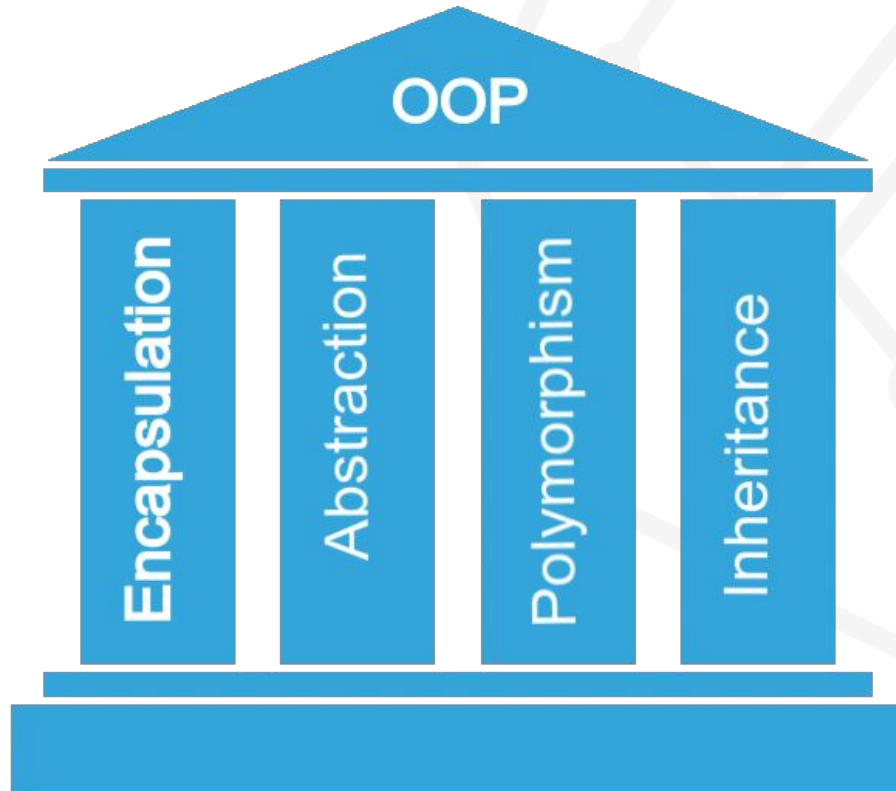 OOP
Encapsulation
Abstraction
Polymorphism
Inheritance